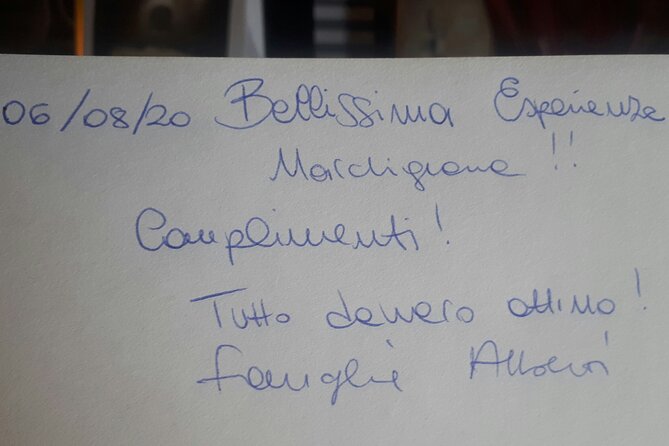 06/08/20 Bellissima Esperienza
Marchigiana!!
Complimenti!
Tutto davvero ottimo!
Famiglia